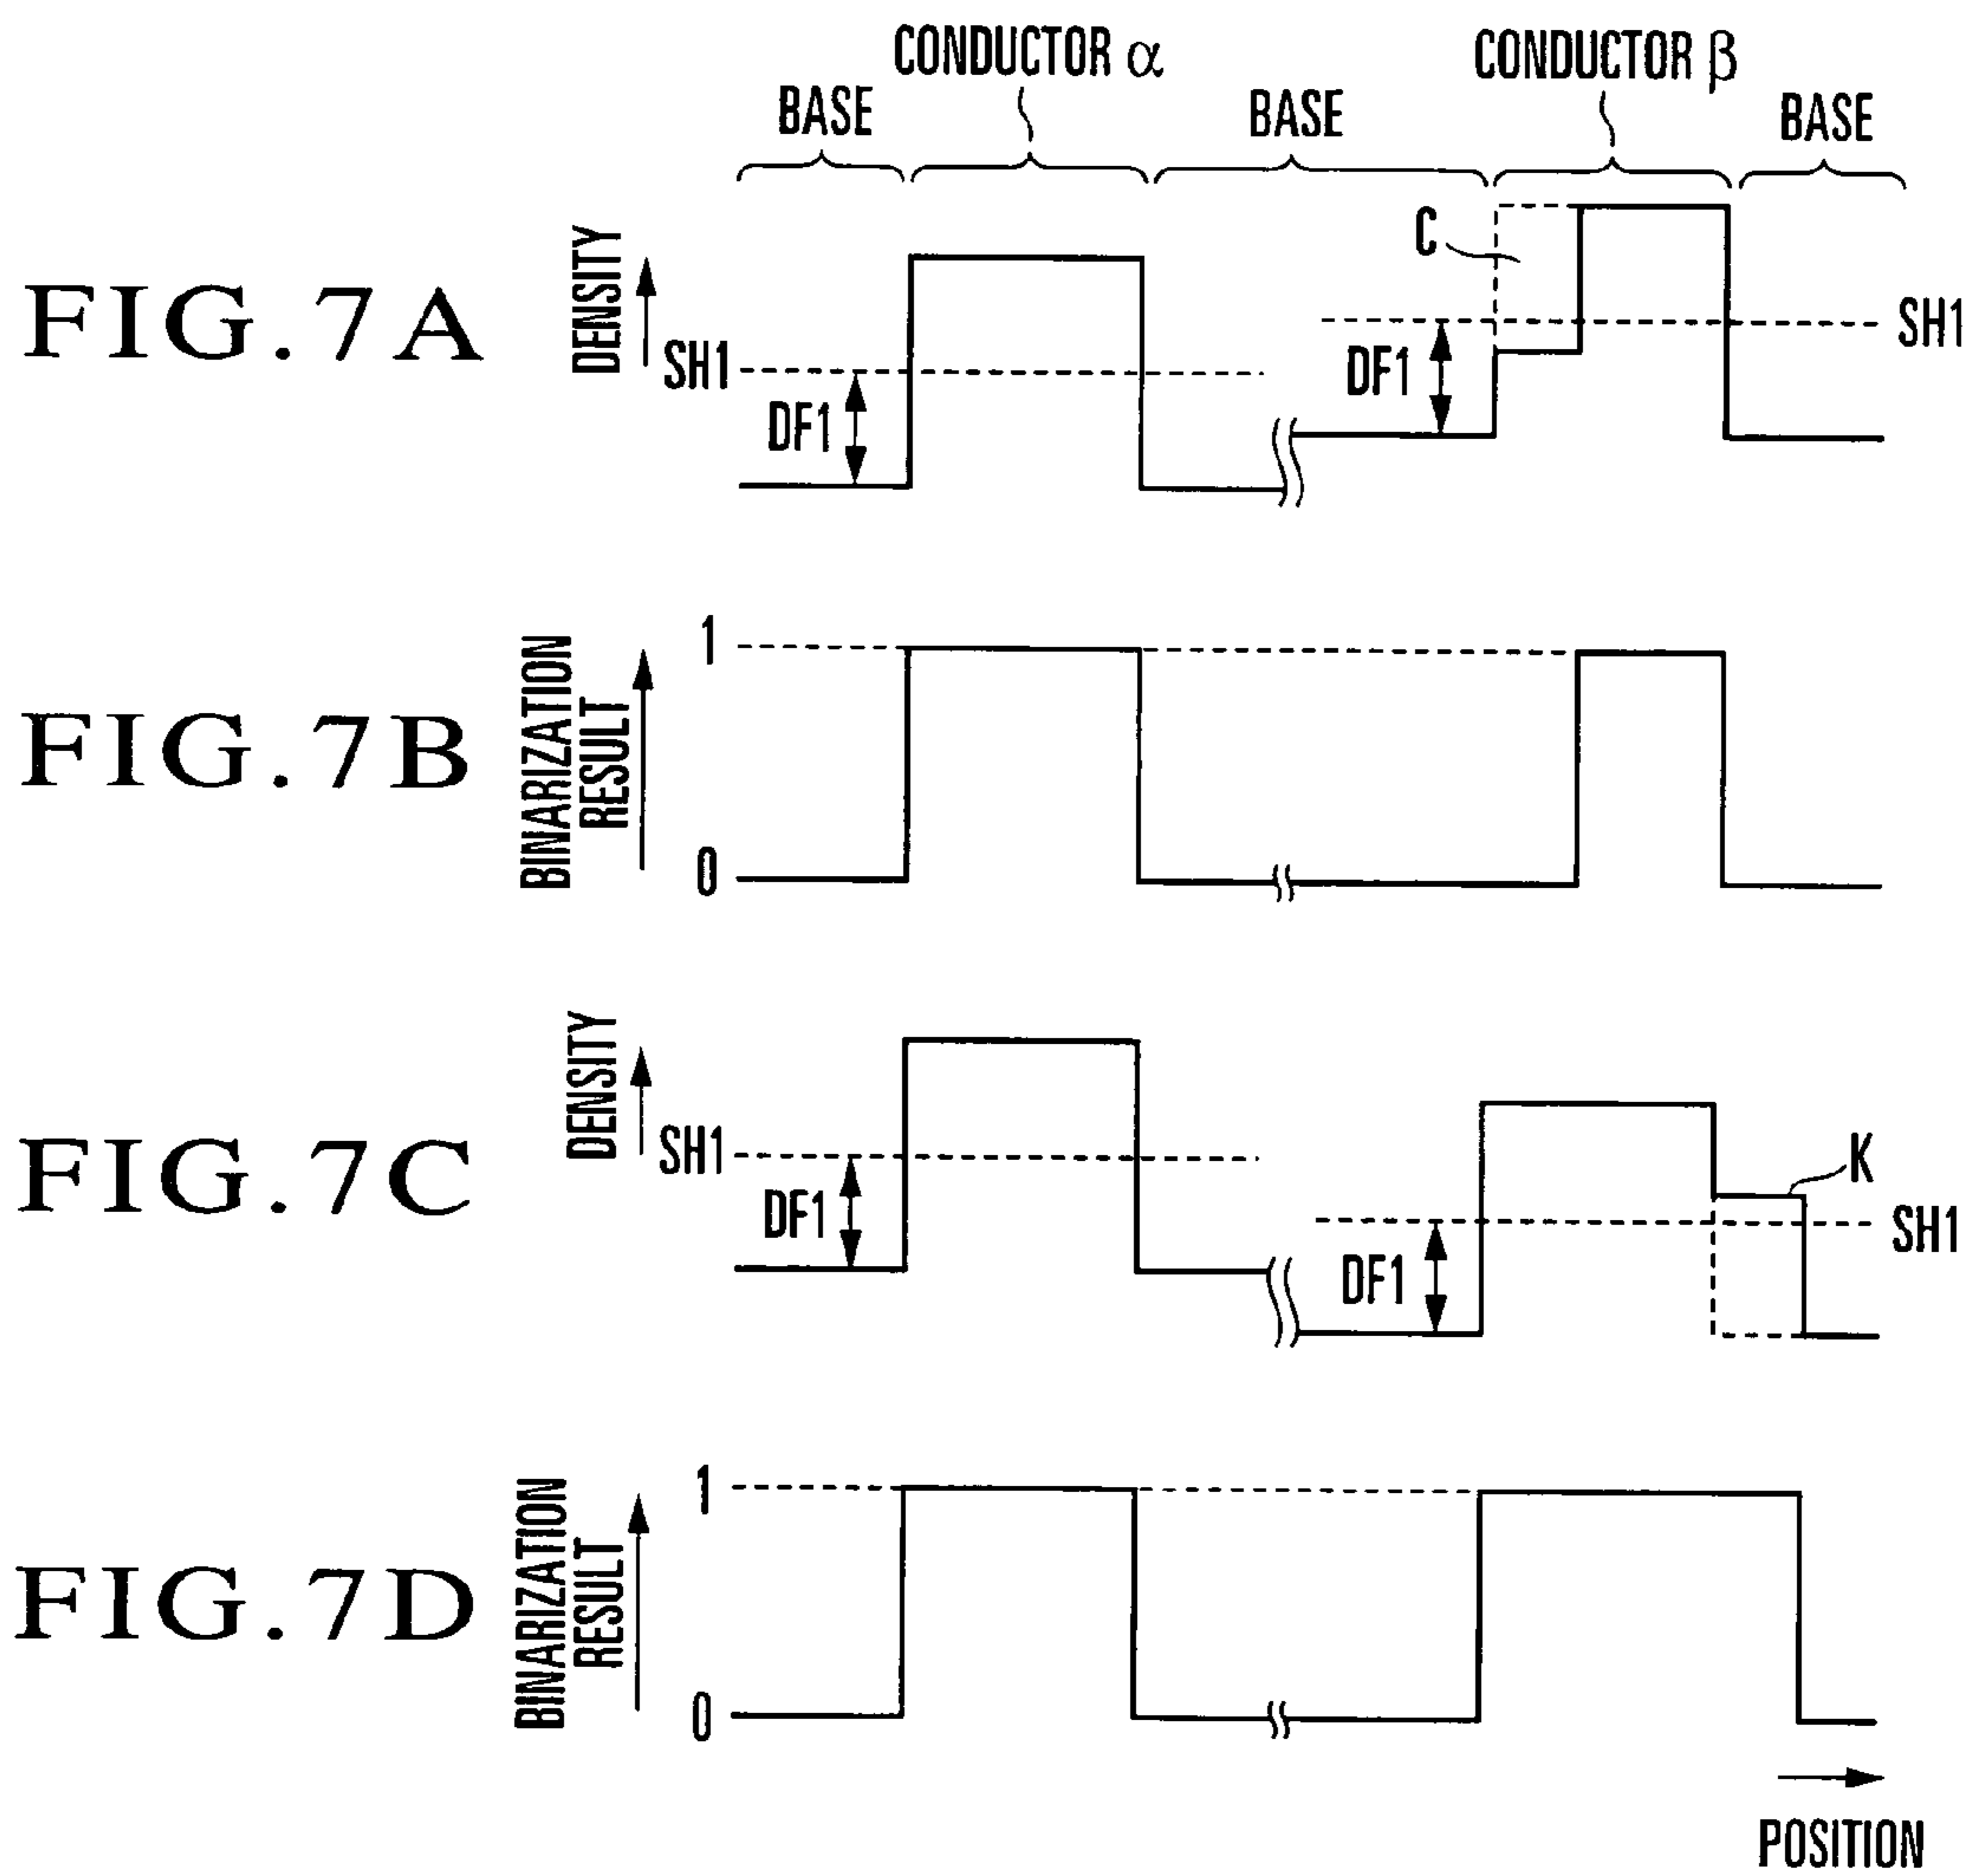 CONDUCTOR α
CONDUCTOR β
BASE
BASE
BASE
FIG. 7A
DENSITY
C
SH1
DF1
DF1
SH1
FIG. 7B
BINARIZATION
RESULT
1
0
FIG. 7C
DENSITY
SH1
DF1
K
DF1
SH1
FIG. 7D
BINARIZATION
RESULT
1
0
POSITION